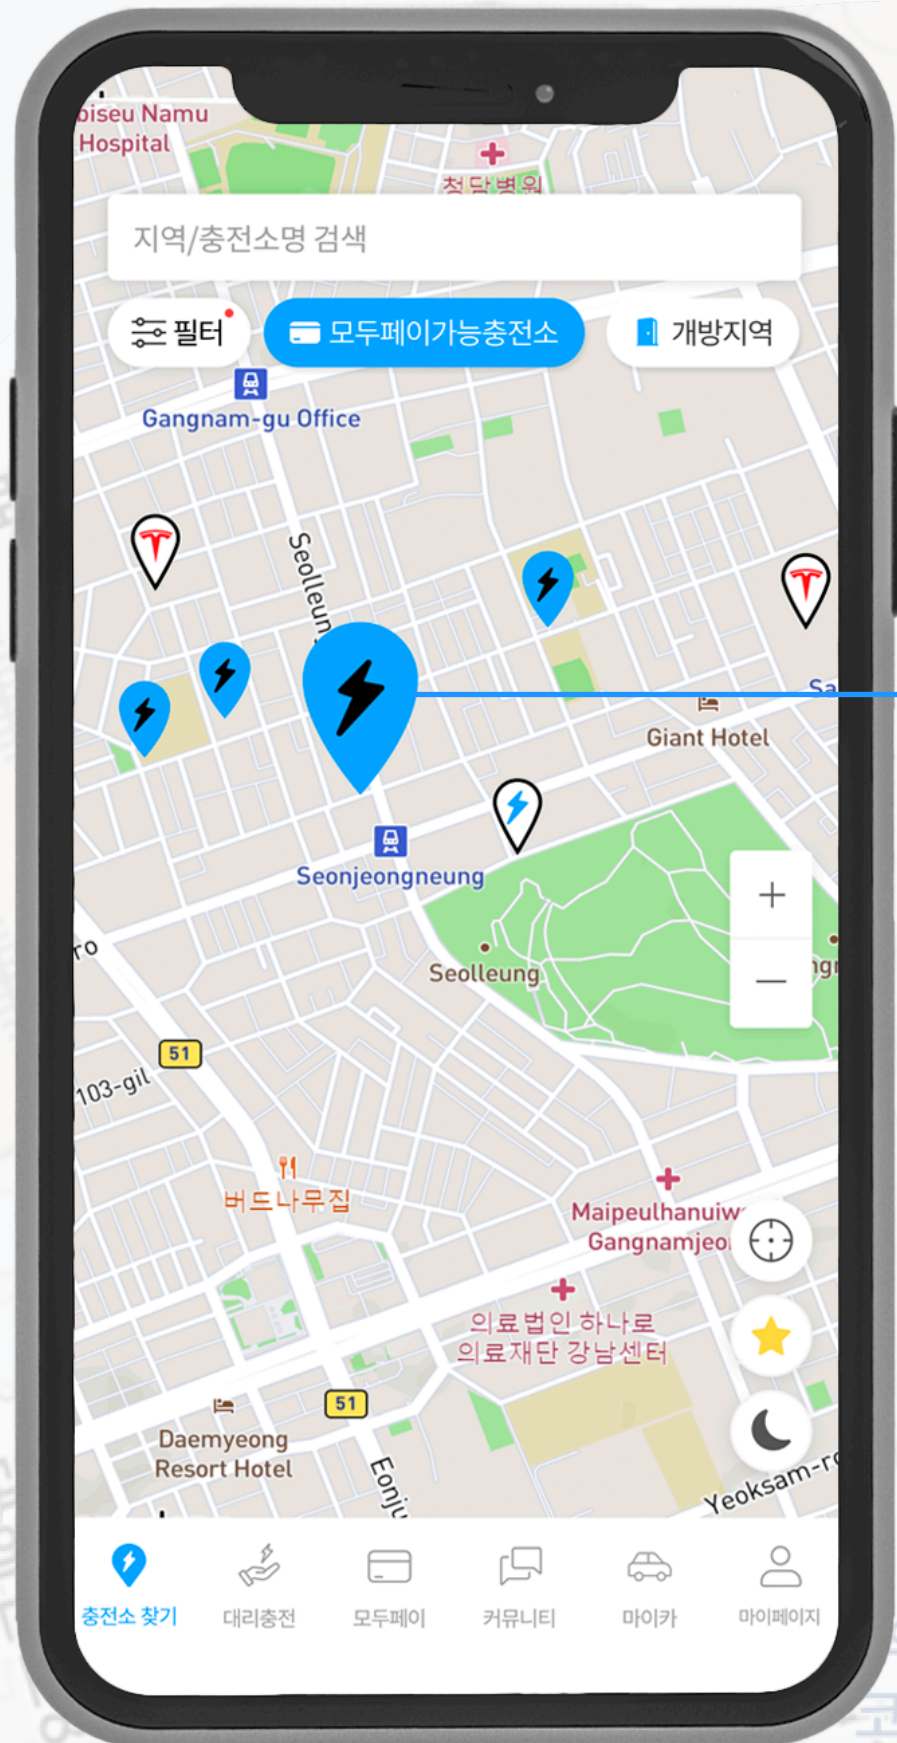 Hospital
청담병원
지역/충전소명 검색
필터
모두페이가능충전소
개방지역
Gangnam-gu Office
Giant Hotel
Seonjeongneung
Seolleung
51
103-gil
버드나무집
Gangnamjeo
의료법인 하나로
의료재단 강남센터
51
Daemyeong
Resort Hotel
충전소 찾기
대리충전
모두페이
커뮤니티
마이카
마이페이지